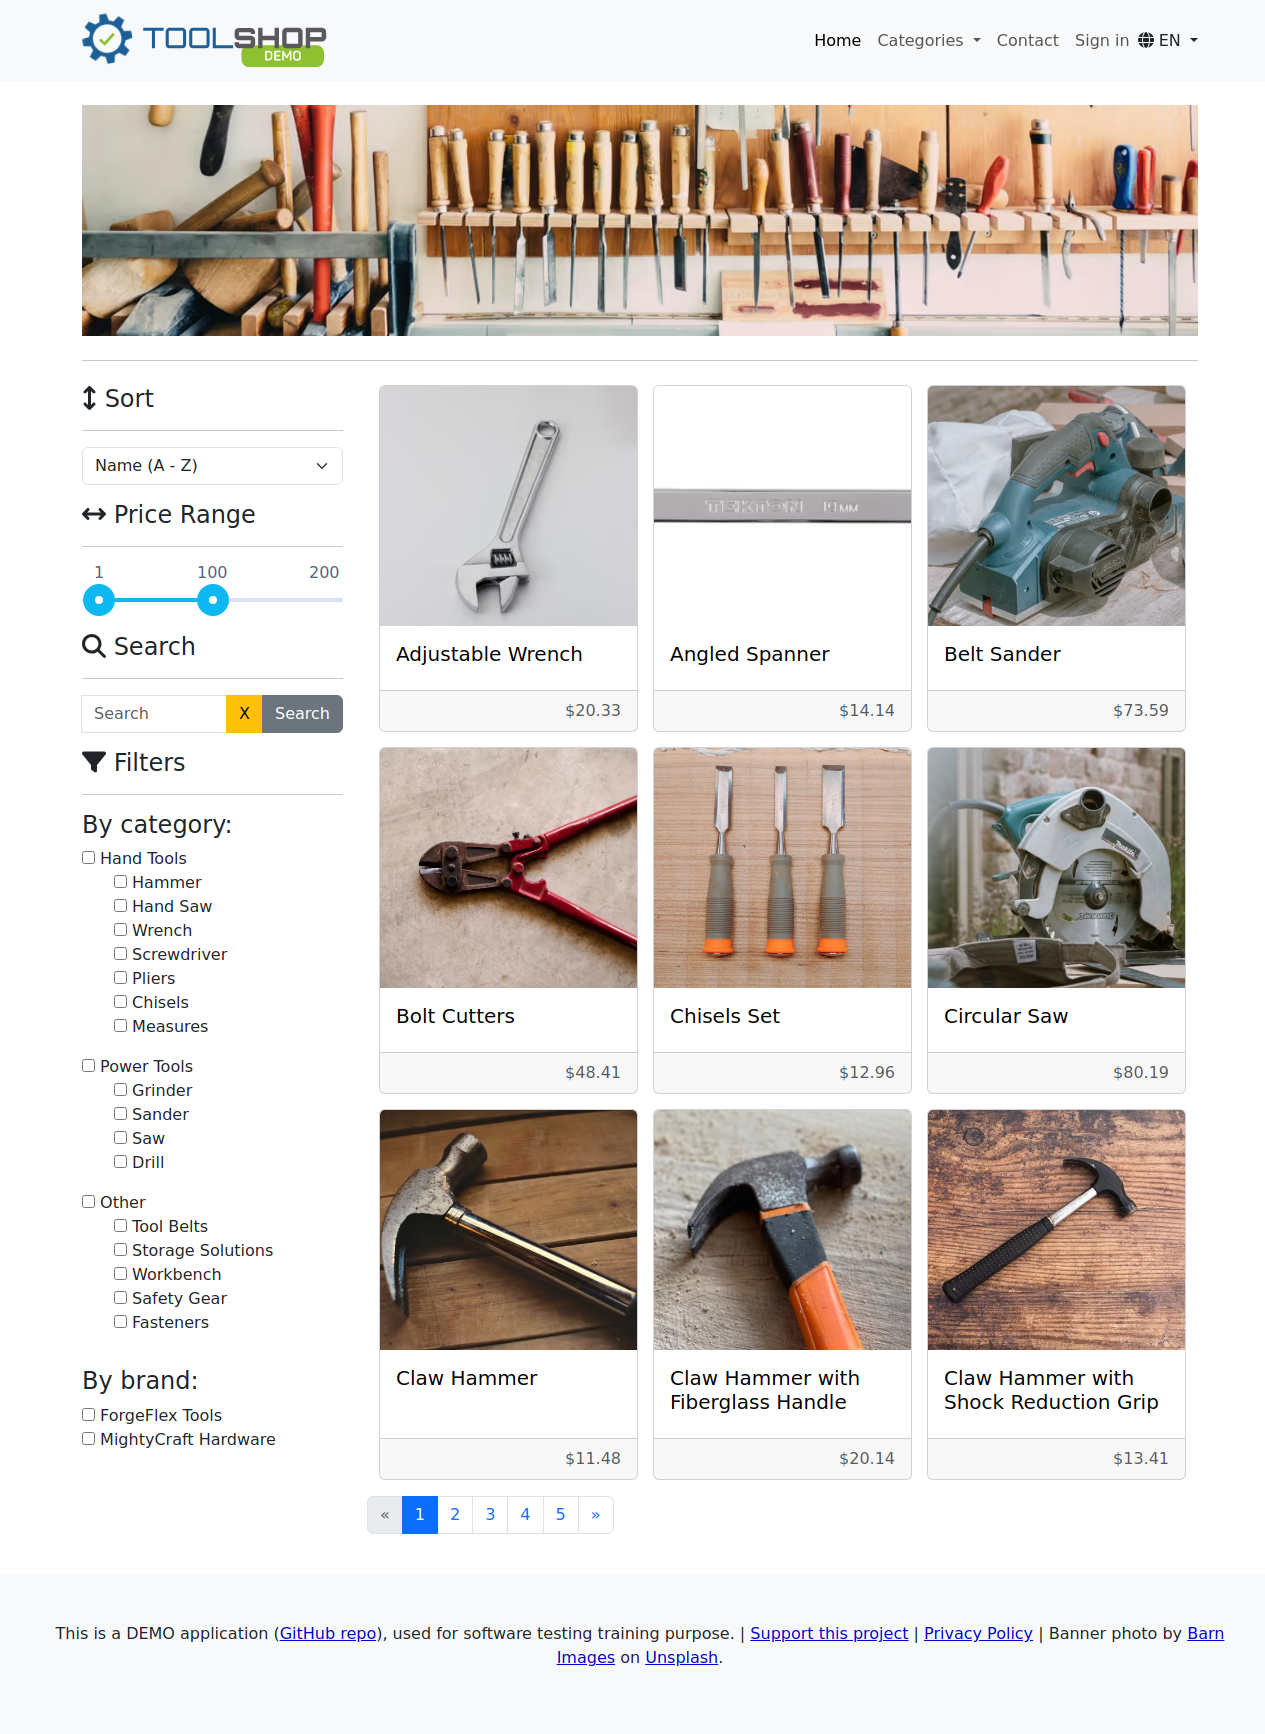 TOOLSHOP
DEMO
Home Categories Contact Sign in EN
Sort
Name (A - Z)
Price Range
1 100 200
Search
Search X Search
Filters
By category:
Hand Tools
Hammer
Hand Saw
Wrench
Screwdriver
Pliers
Chisels
Measures
Power Tools
Grinder
Sander
Saw
Drill
Other
Tool Belts
Storage Solutions
Workbench
Safety Gear
Fasteners
By brand:
ForgeFlex Tools
MightyCraft Hardware
Adjustable Wrench
$20.33
TEKTON 10 MM
Angled Spanner
$14.14
Belt Sander
$73.59
Bolt Cutters
$48.41
Chisels Set
$12.96
makita
Circular Saw
$80.19
Claw Hammer
$11.48
Claw Hammer with
Fiberglass Handle
$20.14
Claw Hammer with
Shock Reduction Grip
$13.41
« 1 2 3 4 5 »
This is a DEMO application (GitHub repo), used for software testing training purpose. | Support this project | Privacy Policy | Banner photo by Barn
Images on Unsplash.